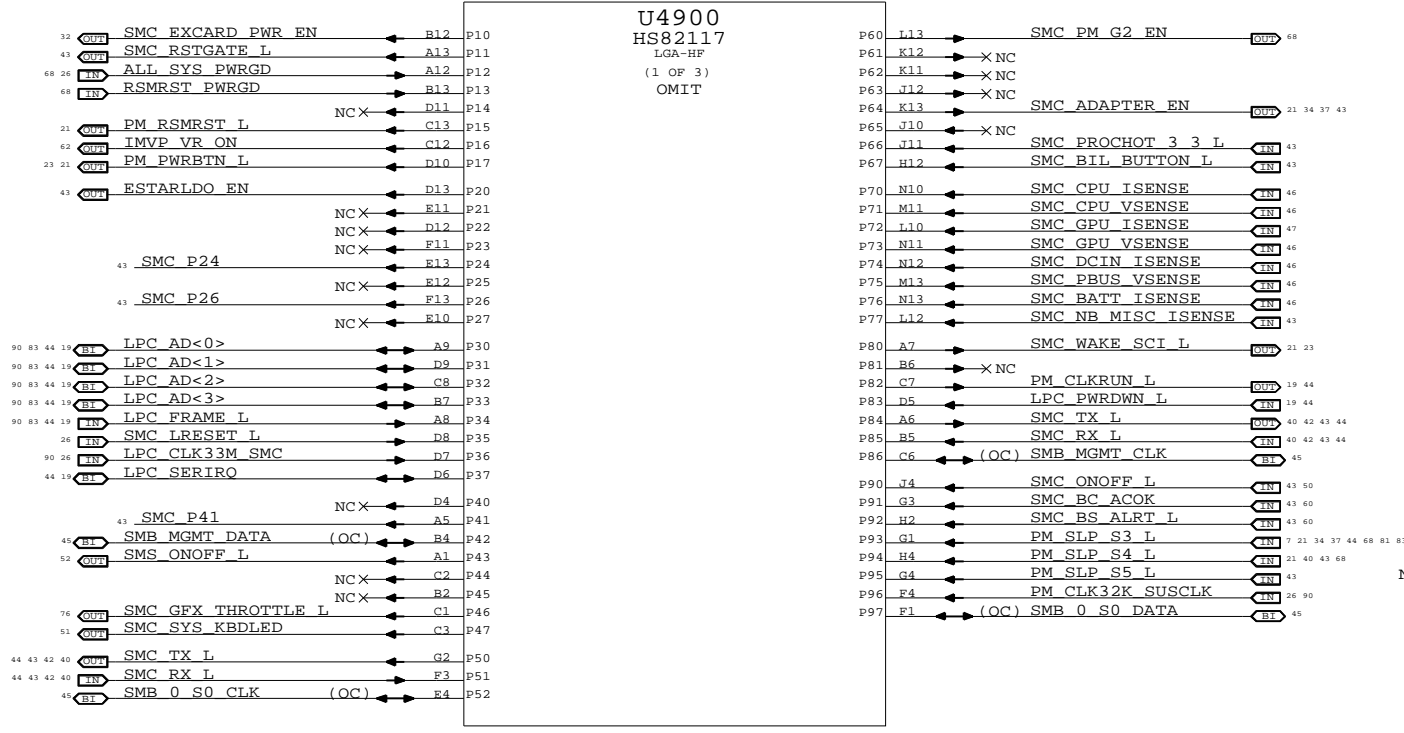 U4900
HS82117
LGA-HF
(1 OF 3)
OMIT
32 OUT SMC_EXCARD_PWR_EN B12 P10
43 OUT SMC_RSTGATE_L A13 P11
68 26 IN ALL_SYS_PWRGD A12 P12
68 IN RSMRST_PWRGD B13 P13
NC D11 P14
21 OUT PM_RSMRST_L C13 P15
62 OUT IMVP_VR_ON C12 P16
23 21 OUT PM_PWRBTN_L D10 P17
43 OUT ESTARLDO_EN D13 P20
NC E11 P21
NC D12 P22
NC F11 P23
43 SMC_P24 E13 P24
NC E12 P25
43 SMC_P26 F13 P26
NC E10 P27
90 83 44 19 BI LPC_AD<0> A9 P30
90 83 44 19 BI LPC_AD<1> D9 P31
90 83 44 19 BI LPC_AD<2> C8 P32
90 83 44 19 BI LPC_AD<3> B7 P33
90 83 44 19 IN LPC_FRAME_L A8 P34
26 IN SMC_LRESET_L D8 P35
90 26 IN LPC_CLK33M_SMC D7 P36
44 19 BI LPC_SERIRQ D6 P37
NC D4 P40
43 SMC_P41 A5 P41
45 BI SMB_MGMT_DATA (OC) B4 P42
52 OUT SMS_ONOFF_L A1 P43
NC C2 P44
NC B2 P45
76 OUT SMC_GFX_THROTTLE_L C1 P46
51 OUT SMC_SYS_KBDLED C3 P47
44 43 42 40 OUT SMC_TX_L G2 P50
44 43 42 40 IN SMC_RX_L F3 P51
45 BI SMB_0_S0_CLK (OC) E4 P52
P60 L13 SMC_PM_G2_EN OUT 68
P61 K12 NC
P62 K11 NC
P63 J12 NC
P64 K13 SMC_ADAPTER_EN OUT 21 34 37 43
P65 J10 NC
P66 J11 SMC_PROCHOT_3_3_L IN 43
P67 H12 SMC_BIL_BUTTON_L IN 43
P70 N10 SMC_CPU_ISENSE IN 46
P71 M11 SMC_CPU_VSENSE IN 46
P72 L10 SMC_GPU_ISENSE IN 47
P73 N11 SMC_GPU_VSENSE IN 46
P74 N12 SMC_DCIN_ISENSE IN 46
P75 M13 SMC_PBUS_VSENSE IN 46
P76 N13 SMC_BATT_ISENSE IN 46
P77 L12 SMC_NB_MISC_ISENSE IN 43
P80 A7 SMC_WAKE_SCI_L OUT 21 23
P81 B6 NC
P82 C7 PM_CLKRUN_L OUT 19 44
P83 D5 LPC_PWRDWN_L IN 19 44
P84 A6 SMC_TX_L OUT 40 42 43 44
P85 B5 SMC_RX_L IN 40 42 43 44
P86 C6 (OC) SMB_MGMT_CLK BI 45
P90 J4 SMC_ONOFF_L IN 43 50
P91 G3 SMC_BC_ACOK IN 43 60
P92 H2 SMC_BS_ALRT_L IN 43 60
P93 G1 PM_SLP_S3_L IN 7 21 34 37 44 68 81 83
P94 H4 PM_SLP_S4_L IN 21 40 43 68
P95 G4 PM_SLP_S5_L IN 43
P96 F4 PM_CLK32K_SUSCLK IN 26 90
P97 F1 (OC) SMB_0_S0_DATA BI 45